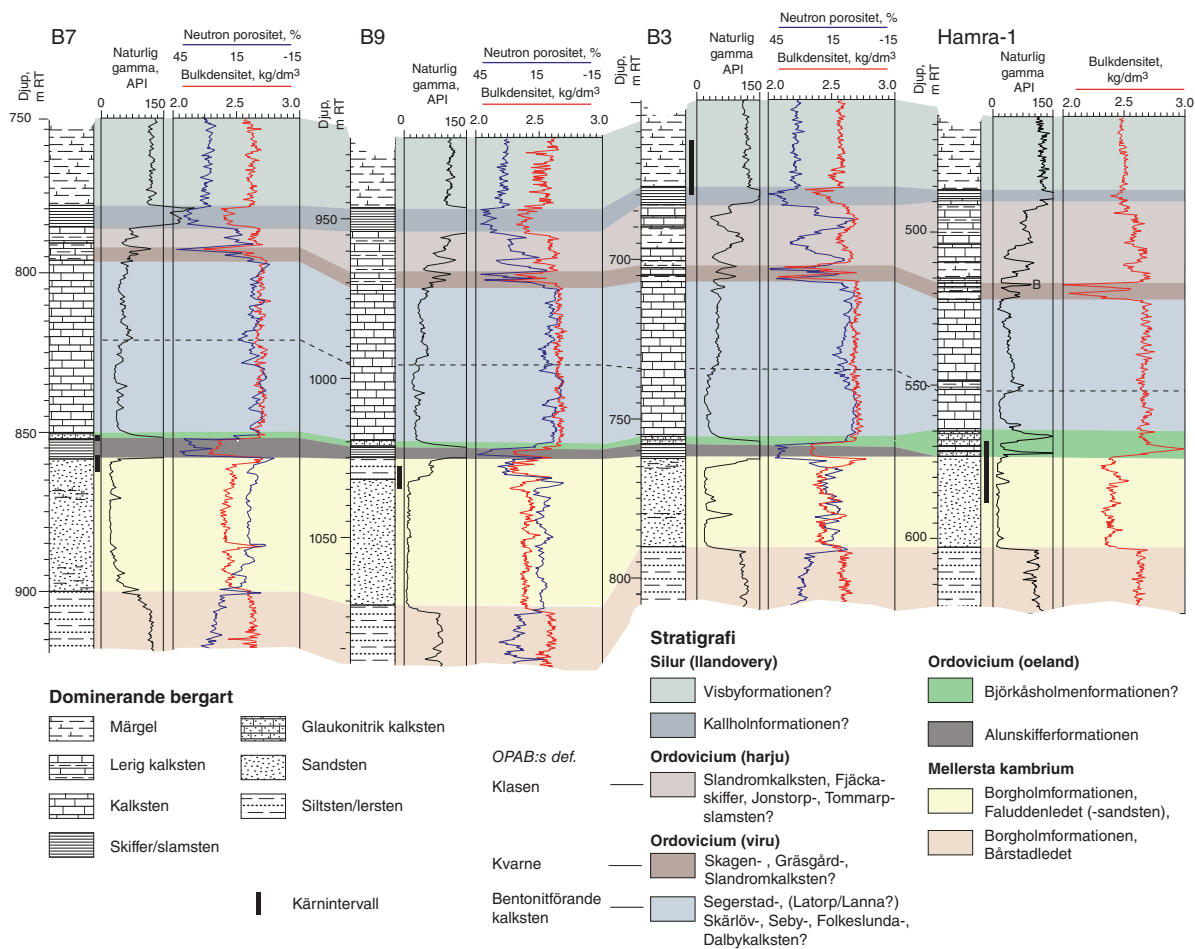 B7
Djup,
m RT
Naturlig
gamma,
API
Neutron porositet, %
45 15 -15
Bulkdensitet, kg/dm³
0 150 2.0 2.5 3.0
750
800
850
900
B9
Djup,
m RT
Naturlig
gamma,
API
Neutron porositet, %
45 15 -15
Bulkdensitet, kg/dm³
0 150 2.0 2.5 3.0
950
1000
1050
B3
Djup,
m RT
Naturlig
gamma,
API
Neutron porositet, %
45 15 -15
Bulkdensitet, kg/dm³
0 150 2.0 2.5 3.0
700
750
800
Hamra-1
Djup,
m RT
Naturlig
gamma
API
Bulkdensitet,
kg/dm³
0 150 2.0 2.5 3.0
500
B
550
600
Dominerande bergart
Märgel
Lerig kalksten
Kalksten
Skiffer/slamsten
Glaukonitrik kalksten
Sandsten
Siltsten/lersten
Kärnintervall
OPAB:s def.
Klasen
Kvarne
Bentonitförande
kalksten
Stratigrafi
Silur (llandovery)
Visbyformationen?
Kallholnformationen?
Ordovicium (harju)
Slandromkalksten, Fjäcka-
skiffer, Jonstorp-, Tommarp-
slamsten?
Ordovicium (viru)
Skagen- , Gräsgård-,
Slandromkalksten?
Segerstad-, (Latorp/Lanna?)
Skärlöv-, Seby-, Folkeslunda-,
Dalbykalksten?
Ordovicium (oeland)
Björkåsholmenformationen?
Alunskifferformationen
Mellersta kambrium
Borgholmformationen,
Faluddenledet (-sandsten),
Borgholmformationen,
Bårstadledet